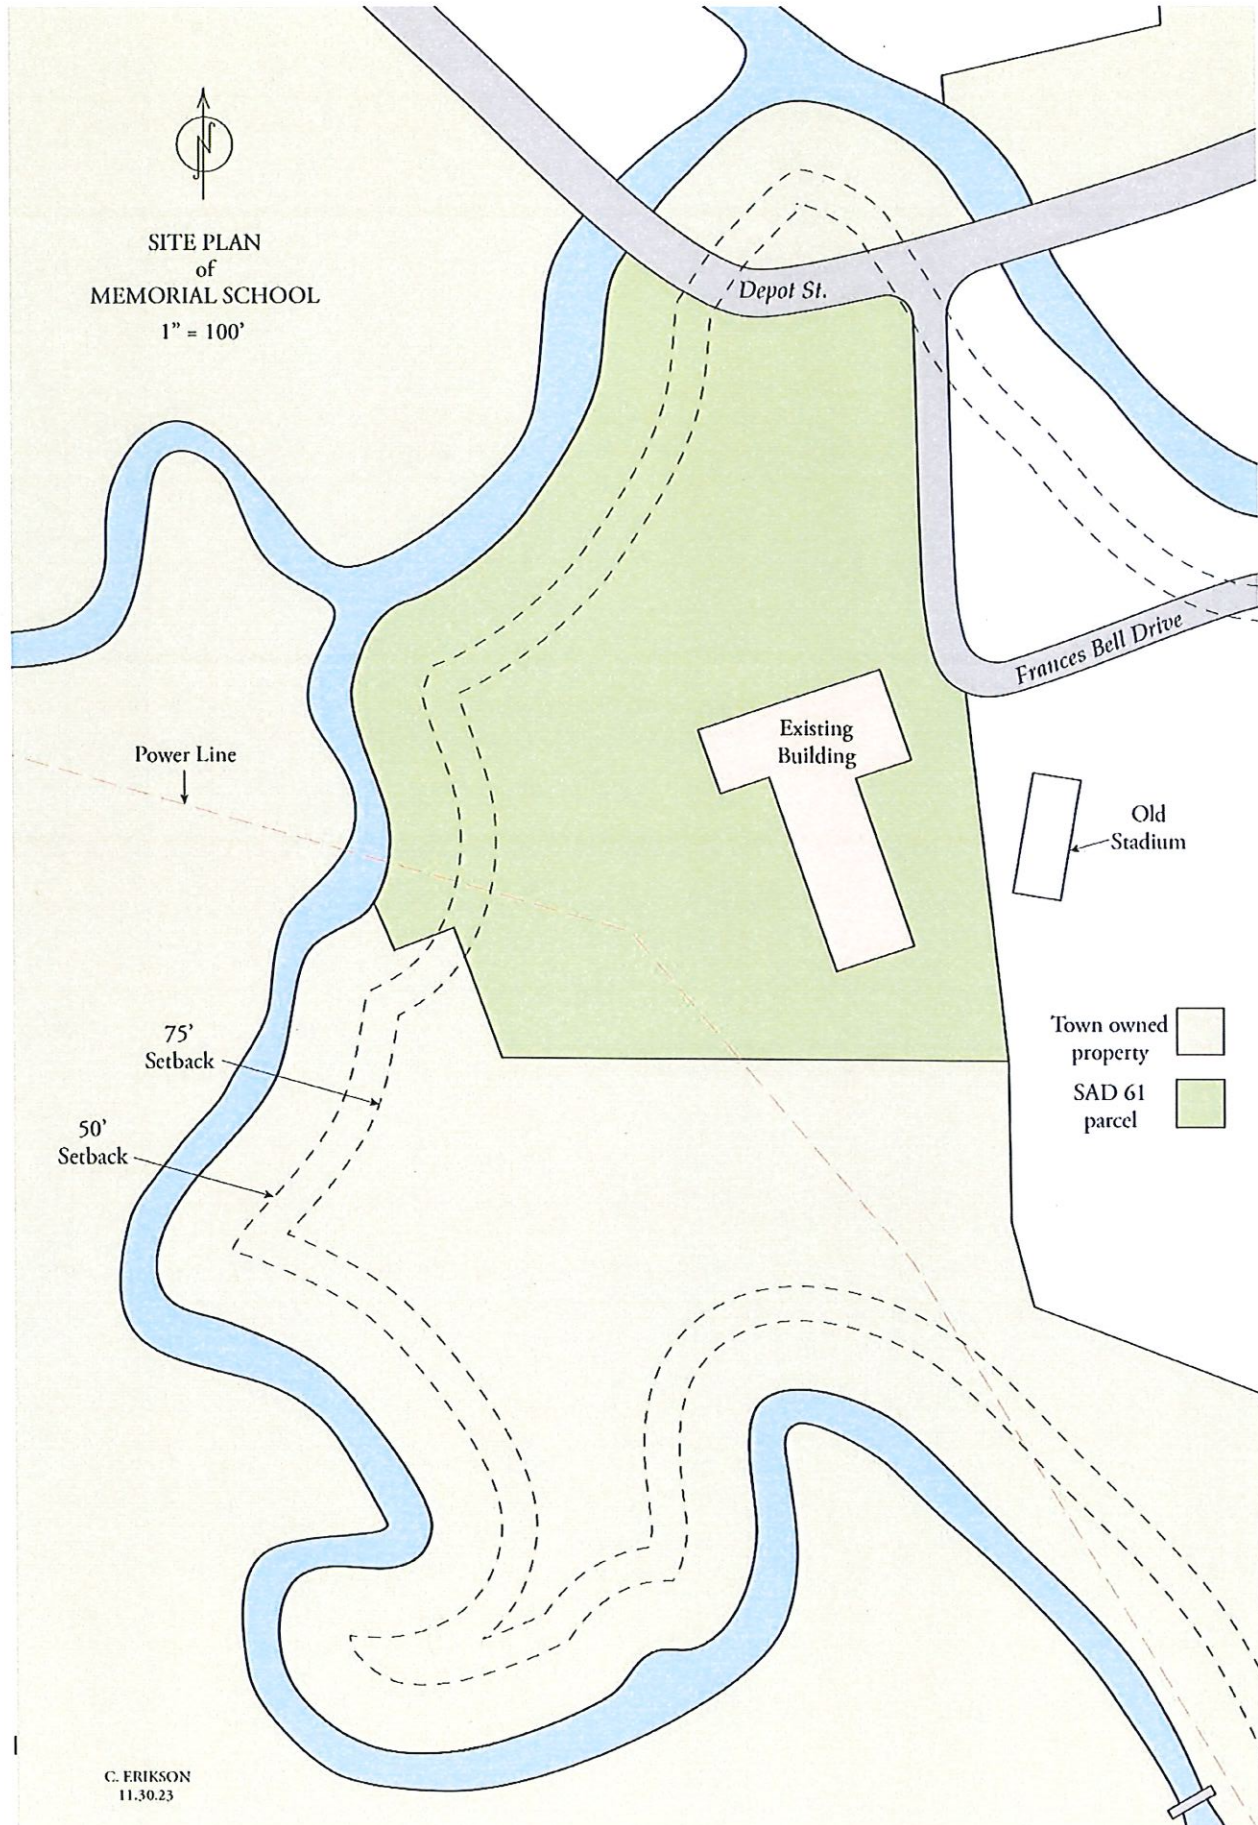 N
SITE PLAN
of
MEMORIAL SCHOOL
1” = 100’
Depot St.
Frances Bell Drive
Existing
Building
Power Line
Old
Stadium
Town owned
property
SAD 61
parcel
75’
Setback
50’
Setback
C. ERIKSON
11.30.23